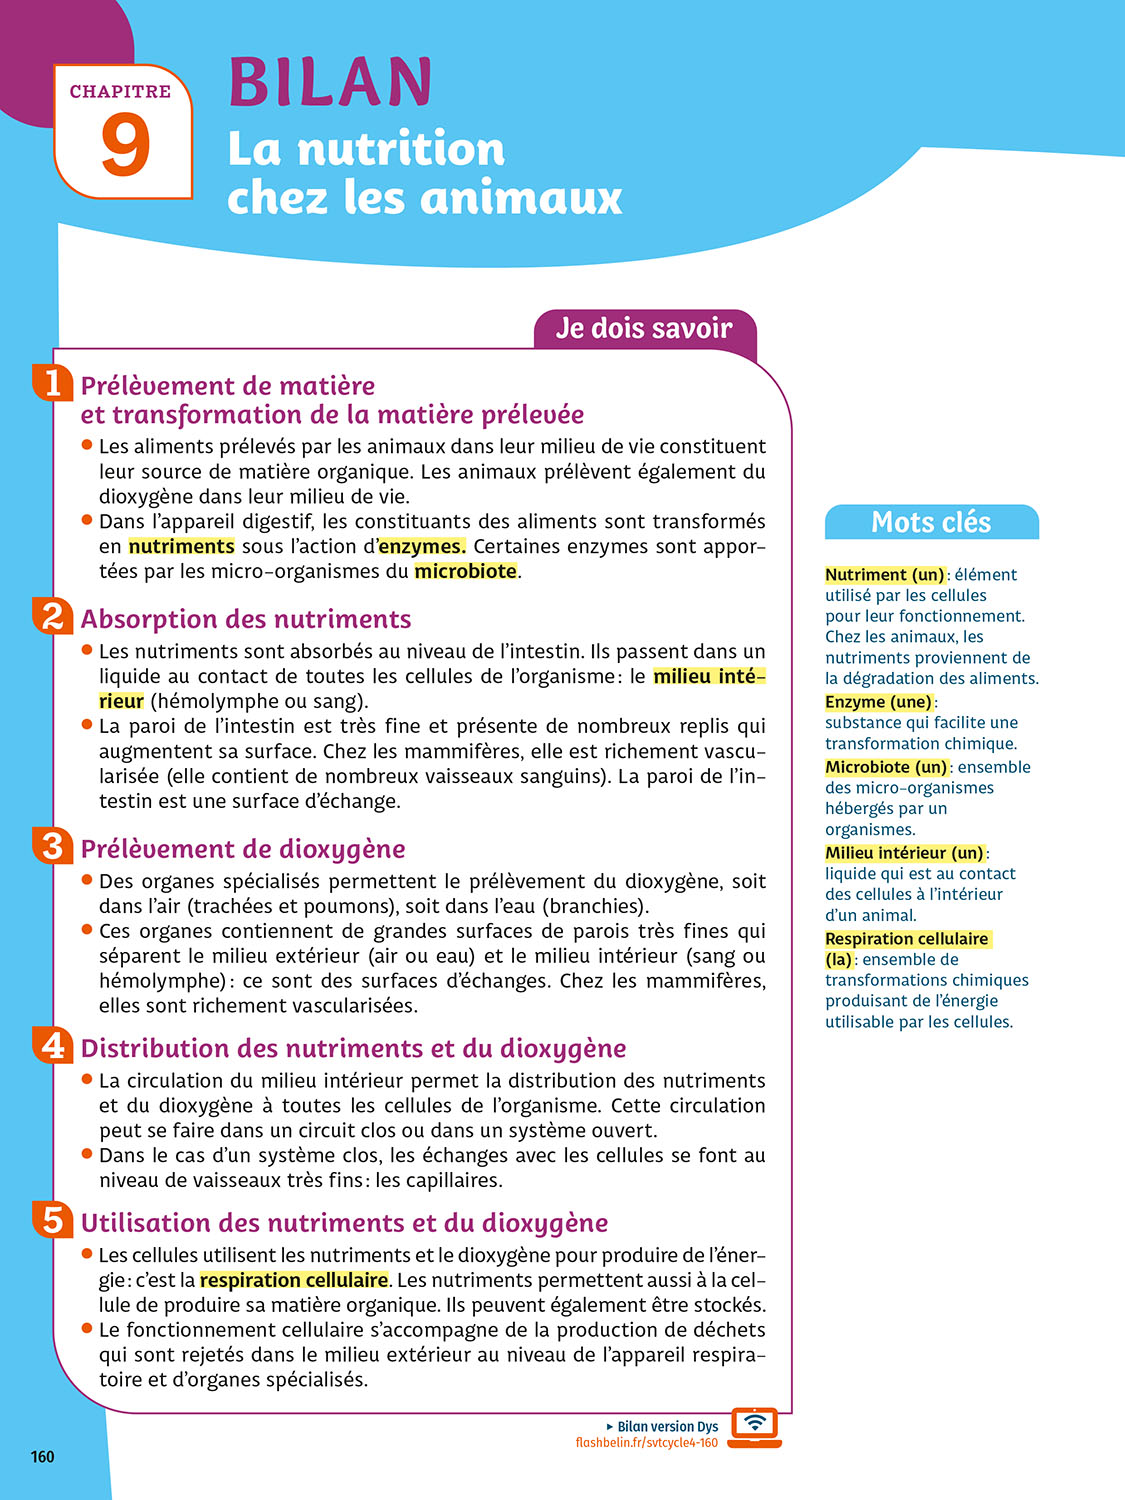 CHAPITRE
9
BILAN
La nutrition
chez les animaux
Je dois savoir
1 Prélèvement de matière
et transformation de la matière prélevée
• Les aliments prélevés par les animaux dans leur milieu de vie constituent
leur source de matière organique. Les animaux prélèvent également du
dioxygène dans leur milieu de vie.
• Dans l'appareil digestif, les constituants des aliments sont transformés
en nutriments sous l'action d'enzymes. Certaines enzymes sont appor-
tées par les micro-organismes du microbiote.
2 Absorption des nutriments
• Les nutriments sont absorbés au niveau de l'intestin. Ils passent dans un
liquide au contact de toutes les cellules de l'organisme : le milieu inté-
rieur (hémolymphe ou sang).
• La paroi de l'intestin est très fine et présente de nombreux replis qui
augmentent sa surface. Chez les mammifères, elle est richement vascu-
larisée (elle contient de nombreux vaisseaux sanguins). La paroi de l'in-
testin est une surface d'échange.
3 Prélèvement de dioxygène
• Des organes spécialisés permettent le prélèvement du dioxygène, soit
dans l'air (trachées et poumons), soit dans l'eau (branchies).
• Ces organes contiennent de grandes surfaces de parois très fines qui
séparent le milieu extérieur (air ou eau) et le milieu intérieur (sang ou
hémolymphe) : ce sont des surfaces d'échanges. Chez les mammifères,
elles sont richement vascularisées.
4 Distribution des nutriments et du dioxygène
• La circulation du milieu intérieur permet la distribution des nutriments
et du dioxygène à toutes les cellules de l'organisme. Cette circulation
peut se faire dans un circuit clos ou dans un système ouvert.
• Dans le cas d'un système clos, les échanges avec les cellules se font au
niveau de vaisseaux très fins : les capillaires.
5 Utilisation des nutriments et du dioxygène
• Les cellules utilisent les nutriments et le dioxygène pour produire de l'éner-
gie : c'est la respiration cellulaire. Les nutriments permettent aussi à la cel-
lule de produire sa matière organique. Ils peuvent également être stockés.
• Le fonctionnement cellulaire s'accompagne de la production de déchets
qui sont rejetés dans le milieu extérieur au niveau de l'appareil respira-
toire et d'organes spécialisés.
Mots clés
Nutriment (un) : élément
utilisé par les cellules
pour leur fonctionnement.
Chez les animaux, les
nutriments proviennent de
la dégradation des aliments.
Enzyme (une) :
substance qui facilite une
transformation chimique.
Microbiote (un) : ensemble
des micro-organismes
hébergés par un
organismes.
Milieu intérieur (un) :
liquide qui est au contact
des cellules à l'intérieur
d'un animal.
Respiration cellulaire
(la) : ensemble de
transformations chimiques
produisant de l'énergie
utilisable par les cellules.
▸ Bilan version Dys
flashbelin.fr/svtcycle4-160
160